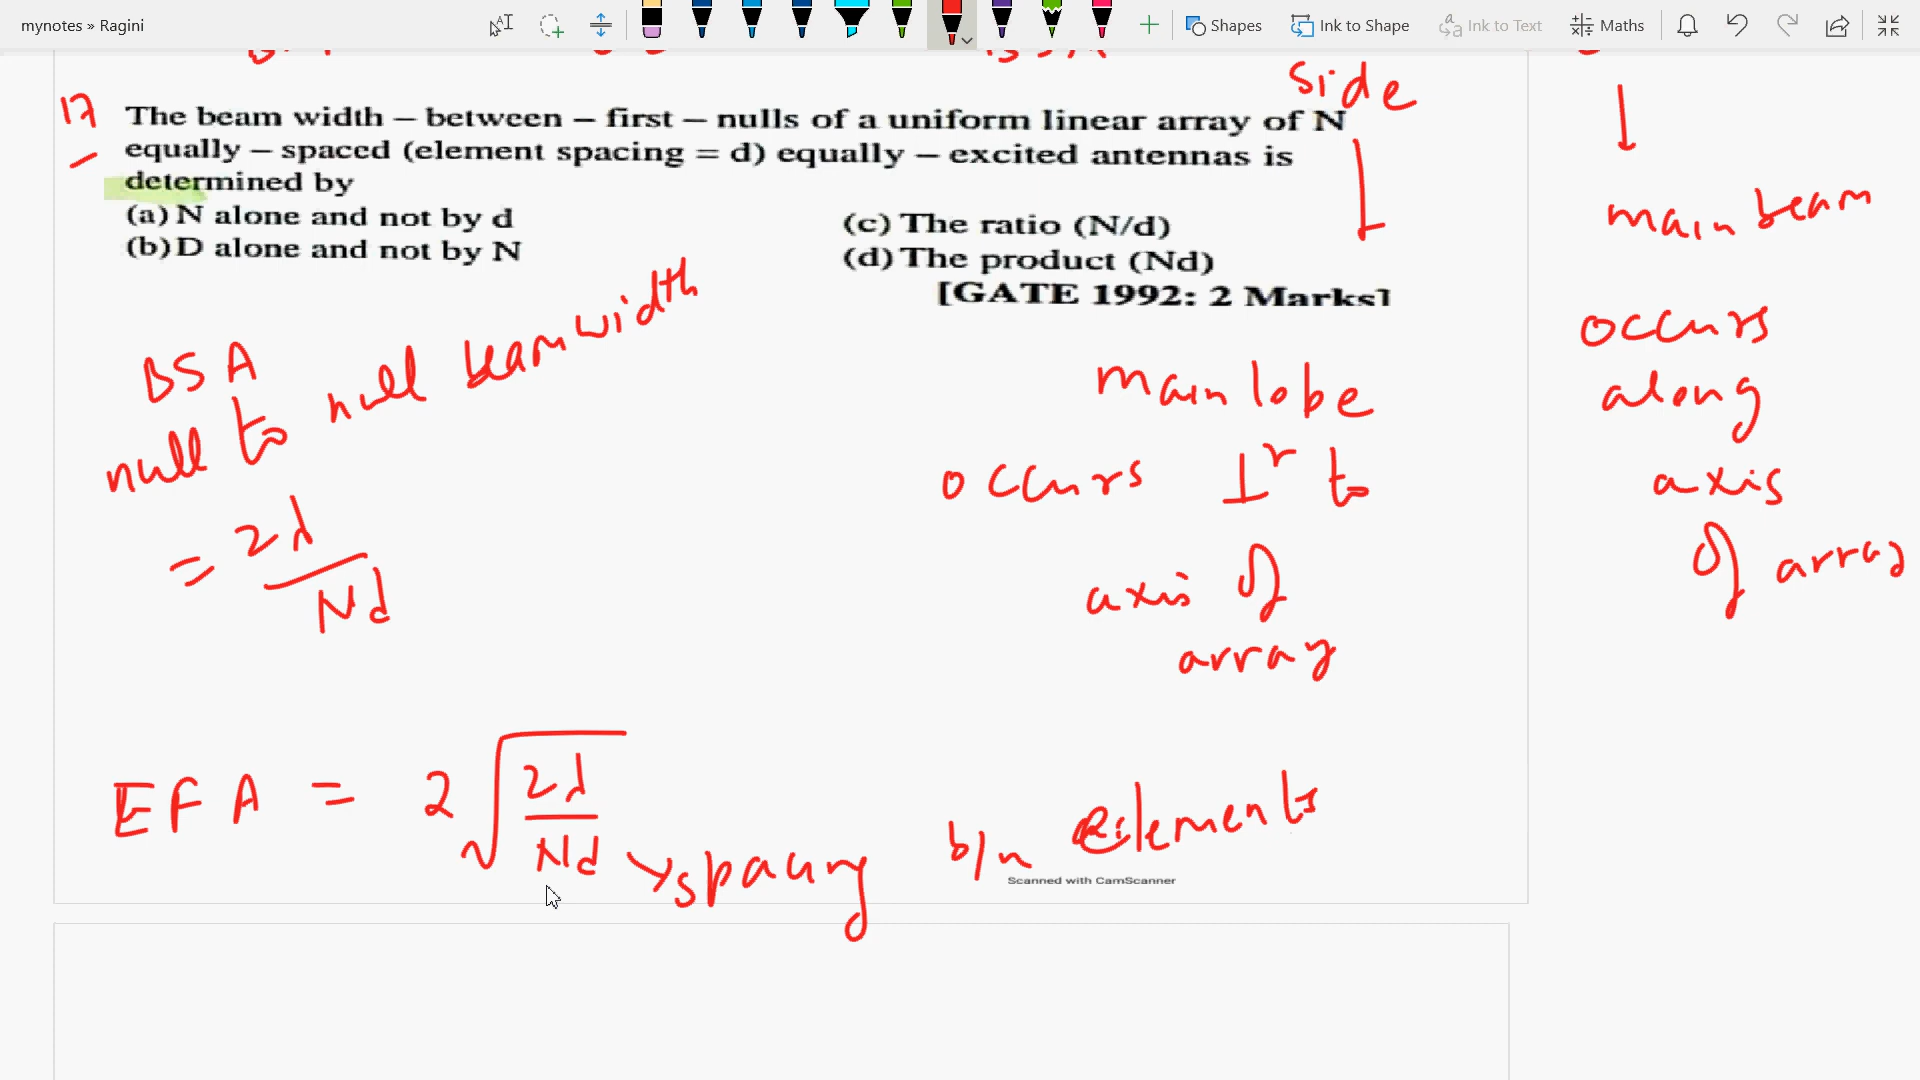 mynotes » Ragini
Shapes
Ink to Shape
Ink to Text
Maths
side
17
The beam width – between – first – nulls of a uniform linear array of N
equally – spaced (element spacing = d) equally – excited antennas is
determined by
(a) N alone and not by d
(b) D alone and not by N
(c) The ratio (N/d)
(d) The product (Nd)
[GATE 1992: 2 Marks]
BSA
null to null beamwidth
= 2λ
Nd
main lobe
occurs ⊥r to
axis of
array
main beam
occurs
along
axis
of array
EFA = 2 √ 2λ
Nd
spacing b/n elements
Scanned with CamScanner